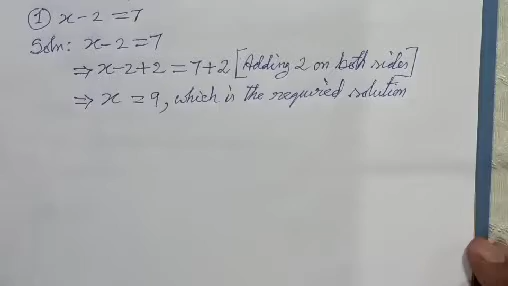 ① x-2=7
Soln: x-2=7
⇒ x-2+2=7+2 [Adding 2 on both sides]
⇒ x=9, which is the required solution